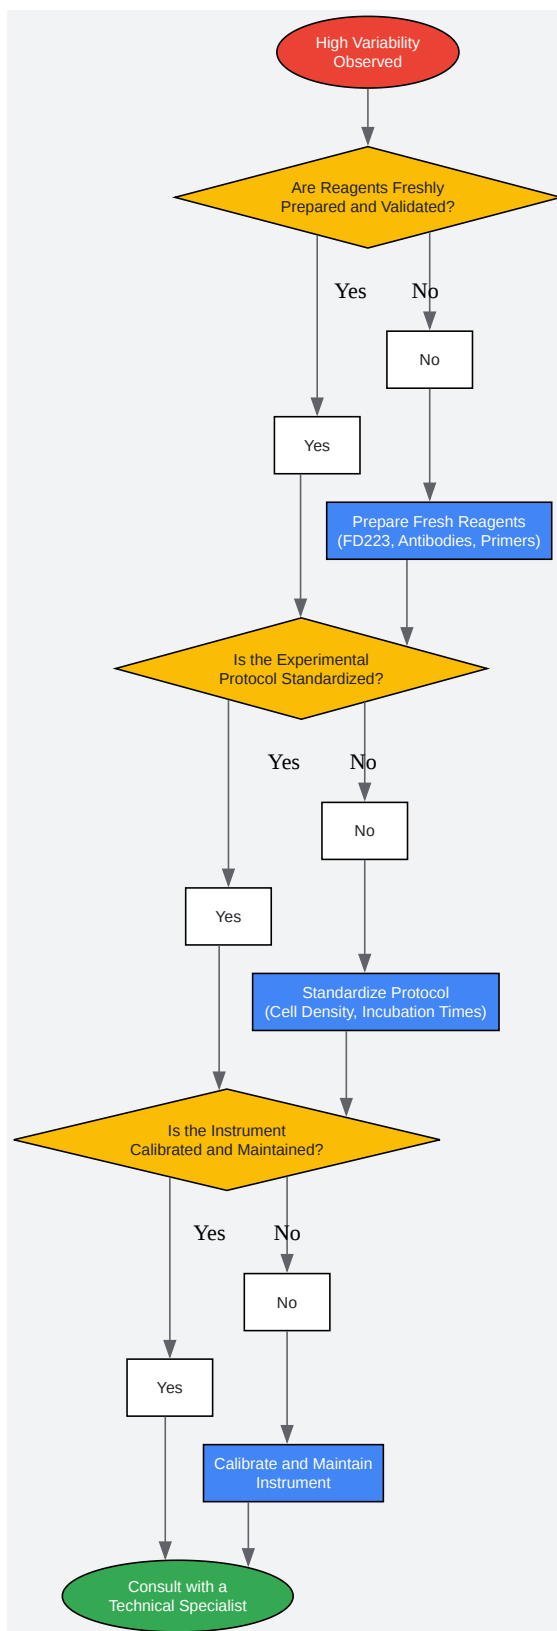 High Variability
Observed
Are Reagents Freshly
Prepared and Validated?
Yes
No
No
Yes
Prepare Fresh Reagents
(FD223, Antibodies, Primers)
Is the Experimental
Protocol Standardized?
Yes
No
No
Yes
Standardize Protocol
(Cell Density, Incubation Times)
Is the Instrument
Calibrated and Maintained?
Yes
No
No
Yes
Calibrate and Maintain
Instrument
Consult with a
Technical Specialist